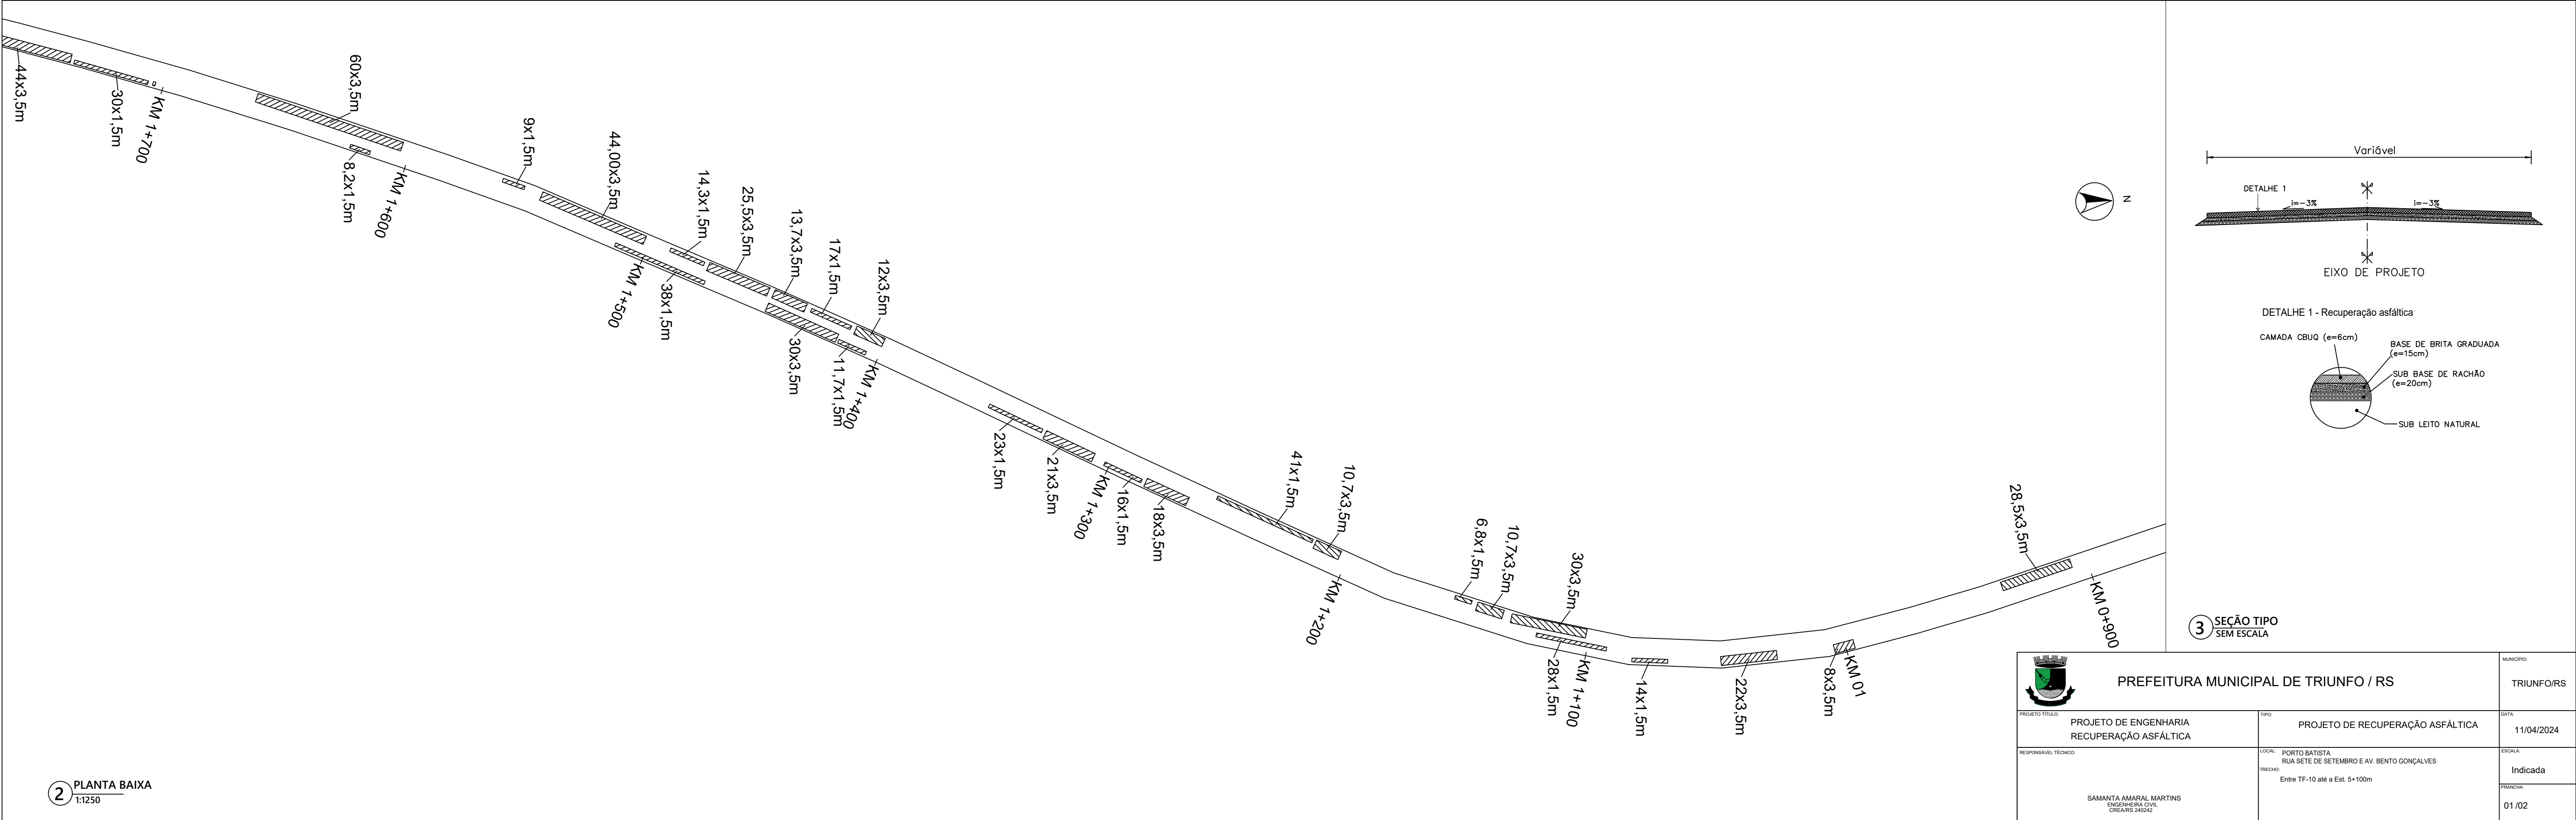 44x3,5m
30x1,5m
KM 1+700
60x3,5m
8,2x1,5m
KM 1+600
9x1,5m
44,00x3,5m
KM 1+500
38x1,5m
14,3x1,5m
25,5x3,5m
13,7x3,5m
17x1,5m
12x3,5m
30x3,5m
11,7x1,5m
KM 1+400
23x1,5m
21x3,5m
KM 1+300
16x1,5m
18x3,5m
41x1,5m
10,7x3,5m
KM 1+200
6,8x1,5m
10,7x3,5m
30x3,5m
28x1,5m
KM 1+100
14x1,5m
22x3,5m
8x3,5m
KM 01
28,5x3,5m
KM 0+900
N
2
PLANTA BAIXA
1:1250
Variável
DETALHE 1
i=-3%
i=-3%
EIXO DE PROJETO
DETALHE 1 - Recuperação asfáltica
CAMADA CBUQ (e=6cm)
BASE DE BRITA GRADUADA
(e=15cm)
SUB BASE DE RACHÃO
(e=20cm)
SUB LEITO NATURAL
3
SEÇÃO TIPO
SEM ESCALA
PREFEITURA MUNICIPAL DE TRIUNFO / RS
MUNICÍPIO:
TRIUNFO/RS
PROJETO TÍTULO:
PROJETO DE ENGENHARIA
RECUPERAÇÃO ASFÁLTICA
TIPO:
PROJETO DE RECUPERAÇÃO ASFÁLTICA
DATA:
11/04/2024
RESPONSÁVEL TÉCNICO:
SAMANTA AMARAL MARTINS
ENGENHEIRA CIVIL
CREA/RS 240242
LOCAL: PORTO BATISTA
RUA SETE DE SETEMBRO E AV. BENTO GONÇALVES
TRECHO:
Entre TF-10 até a Est. 5+100m
ESCALA:
Indicada
PRANCHA:
01 /02